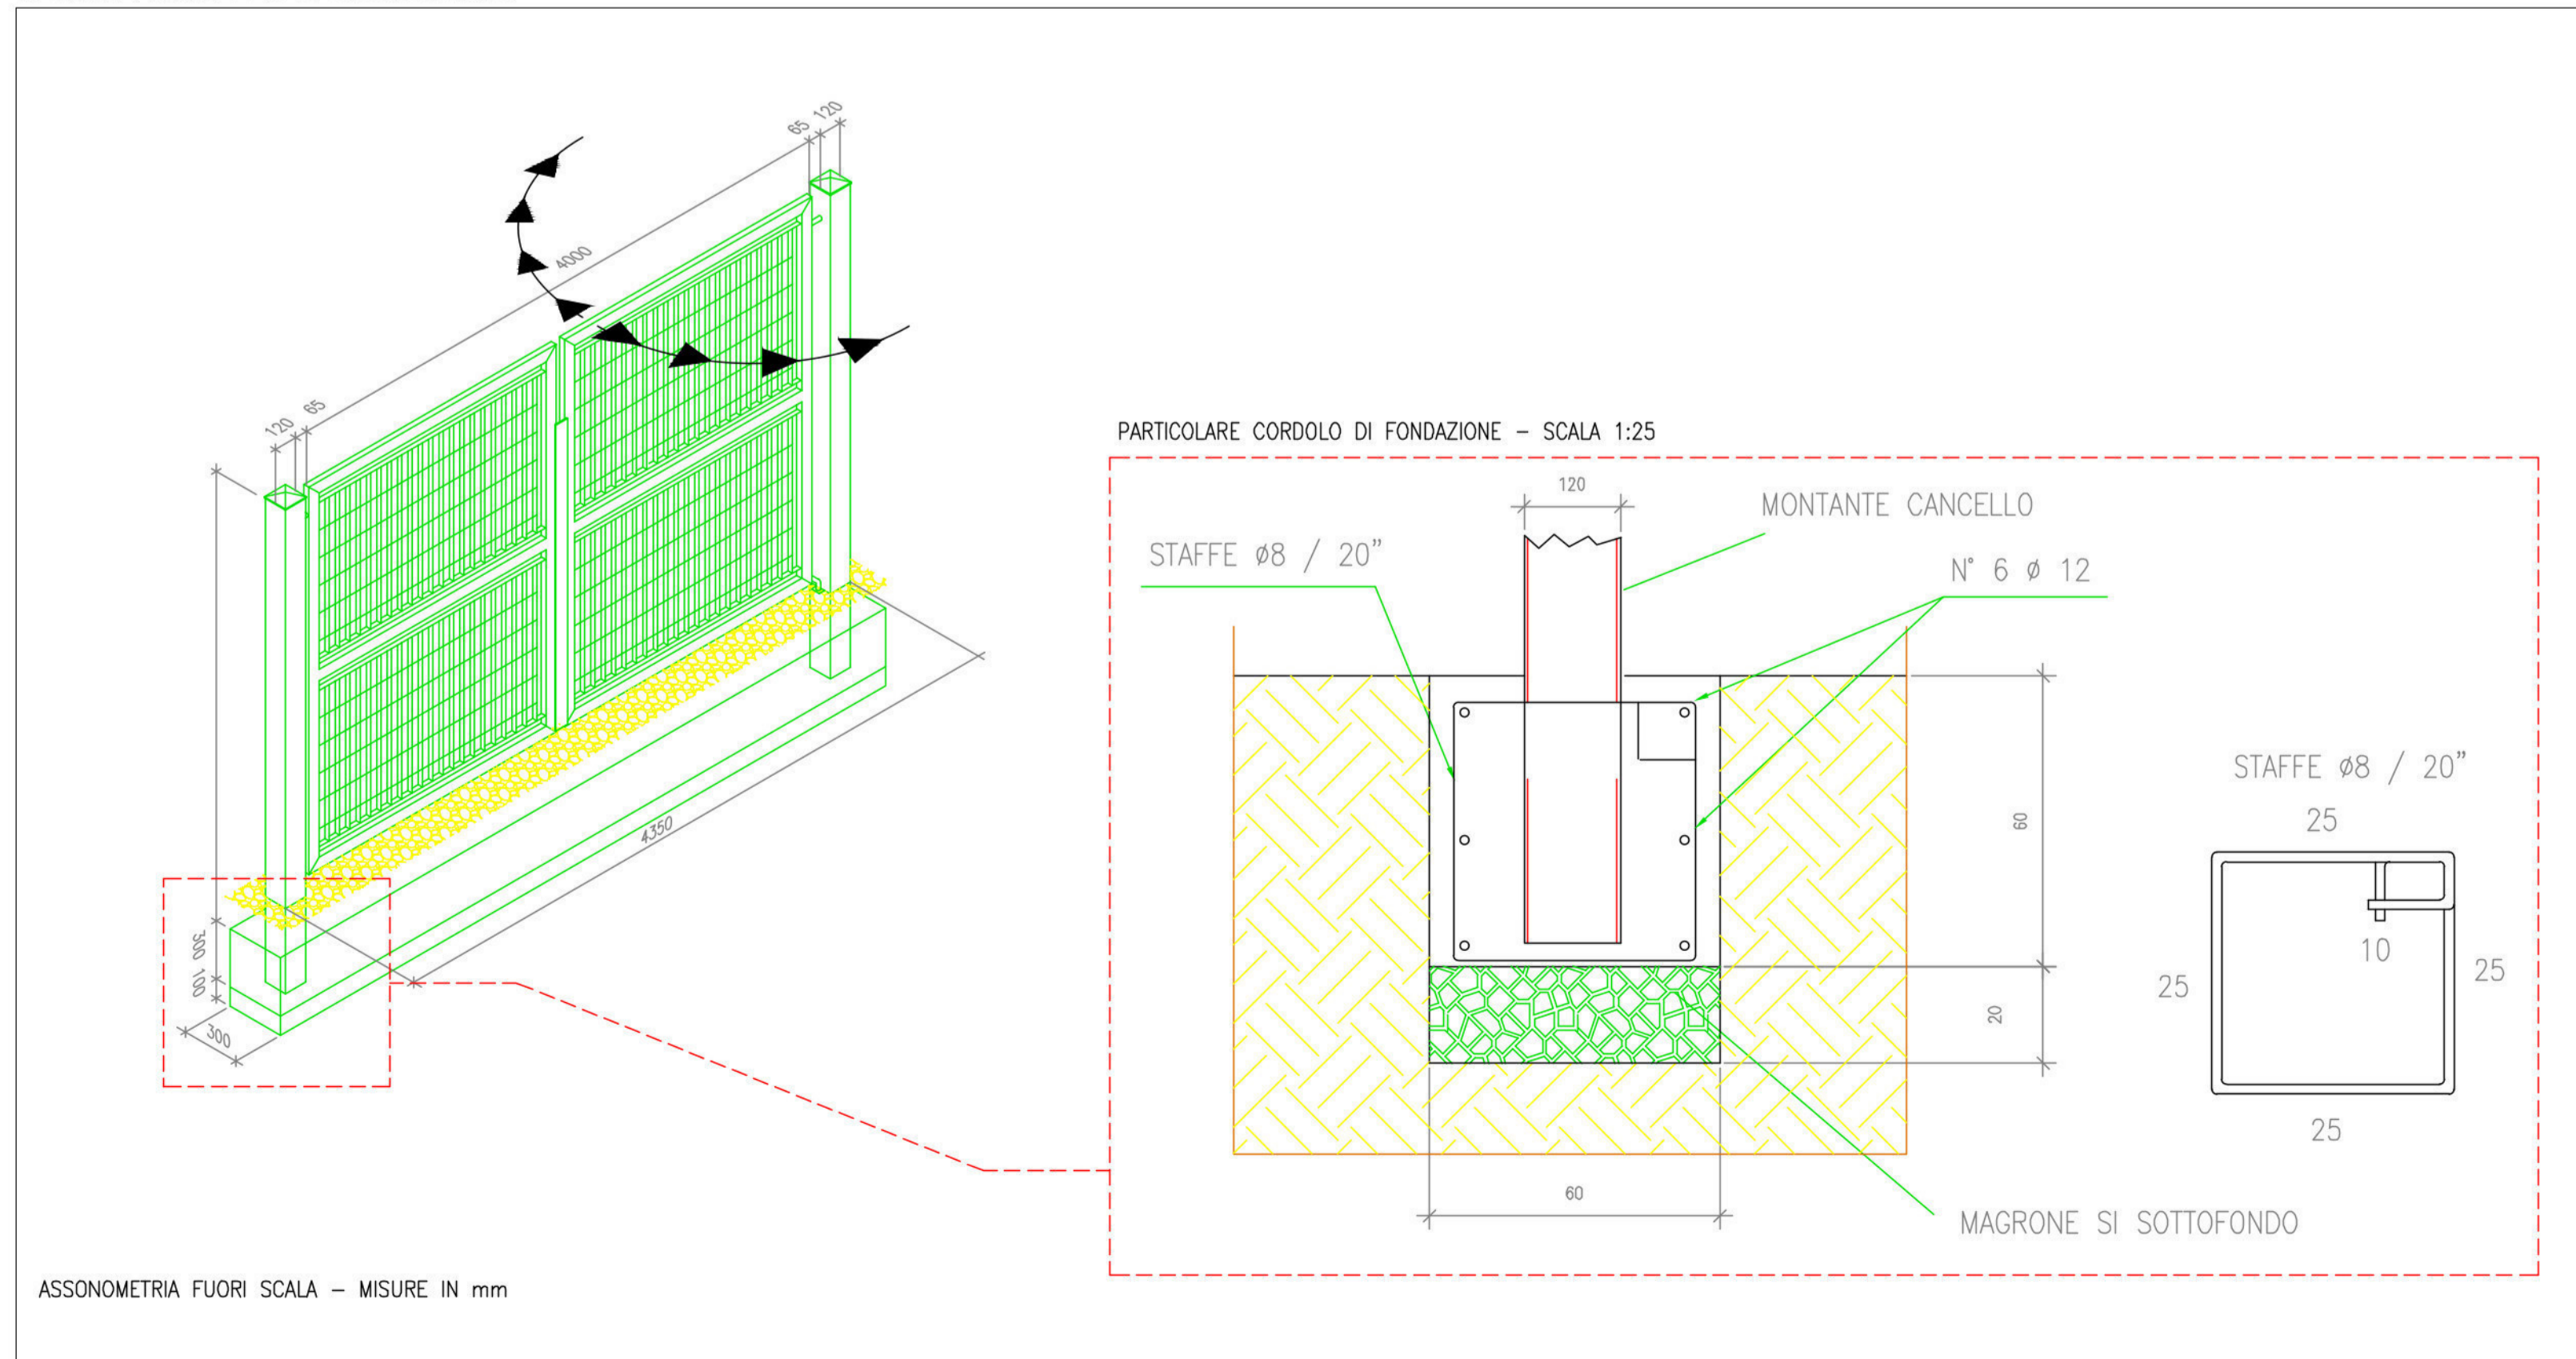 120
65
4000
65
120
300
100
300
4350
ASSONOMETRIA FUORI SCALA – MISURE IN mm
PARTICOLARE CORDOLO DI FONDAZIONE – SCALA 1:25
120
MONTANTE CANCELLO
STAFFE ø8 / 20”
N° 6 ø 12
60
20
60
MAGRONE SI SOTTOFONDO
STAFFE ø8 / 20”
25
10
25
25
25